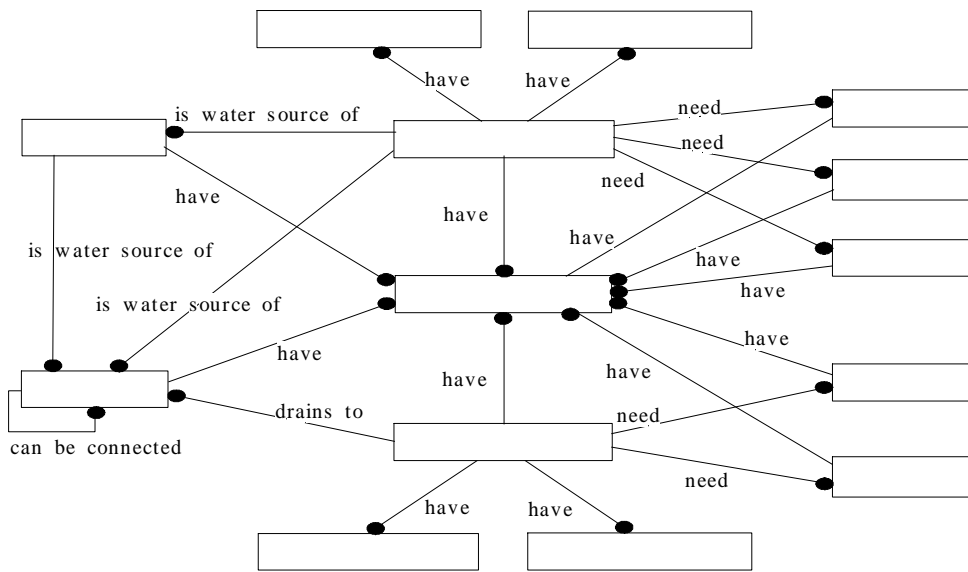 have
have
is water source of
need
need
need
have
have
have
is water source of
have
have
is water source of
have
have
have
have
drains to
need
can be connected
need
have
have